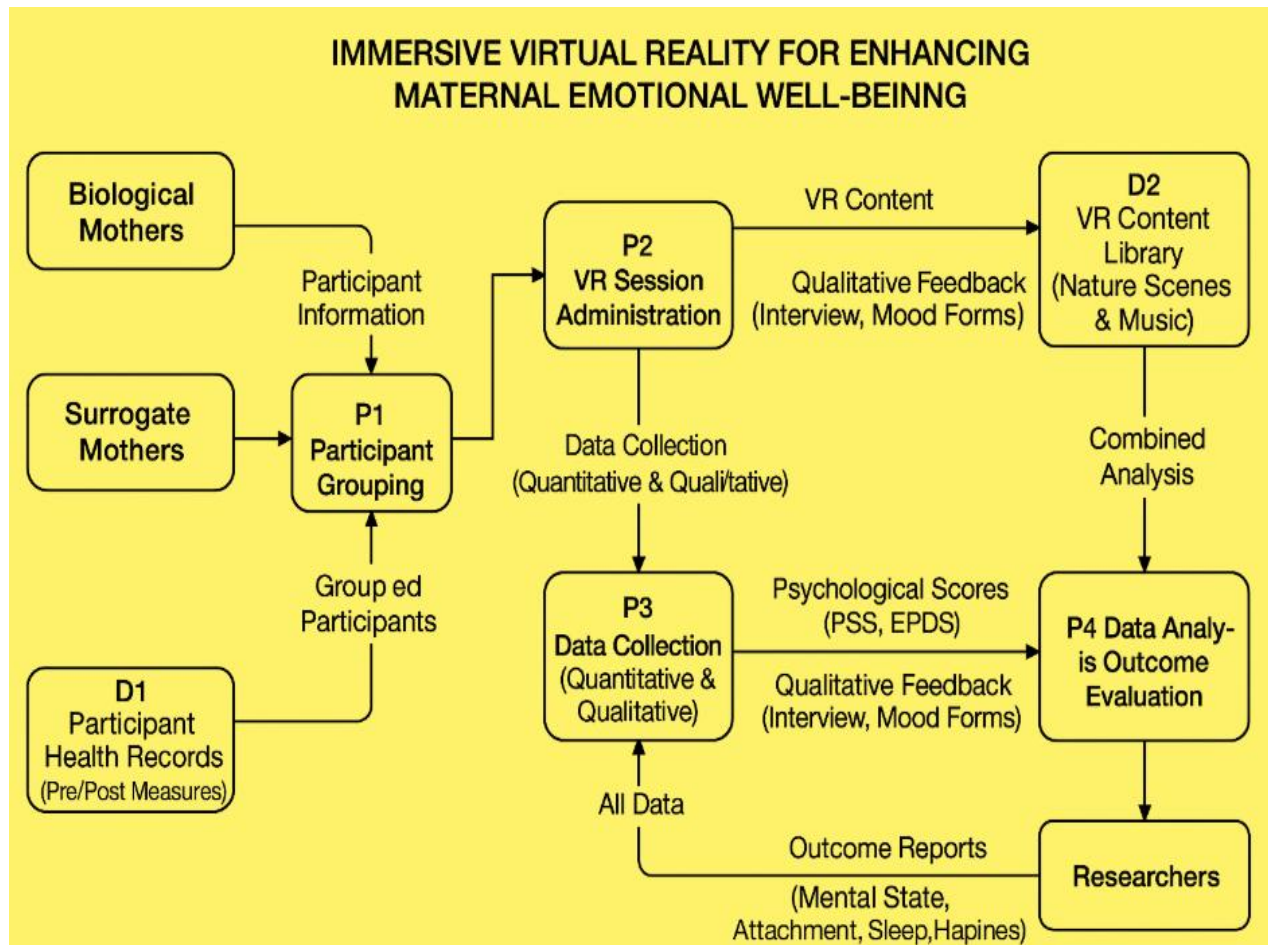 IMMERSIVE VIRTUAL REALITY FOR ENHANCING
MATERNAL EMOTIONAL WELL-BEINNG
Biological
Mothers
Participant
Information
Surrogate
Mothers
P1
Participant
Grouping
Group ed
Participants
D1
Participant
Health Records
(Pre/Post Measures)
P2
VR Session
Administration
VR Content
Qualitative Feedback
(Interview, Mood Forms)
D2
VR Content
Library
(Nature Scenes
& Music)
Data Collection
(Quantitative & Quali/tative)
Combined
Analysis
P3
Data Collection
(Quantitative &
Qualitative)
Psychological Scores
(PSS, EPDS)
Qualitative Feedback
(Interview, Mood Forms)
P4 Data Analy-
is Outcome
Evaluation
All Data
Outcome Reports
(Mental State,
Attachment, Sleep,Hapines)
Researchers